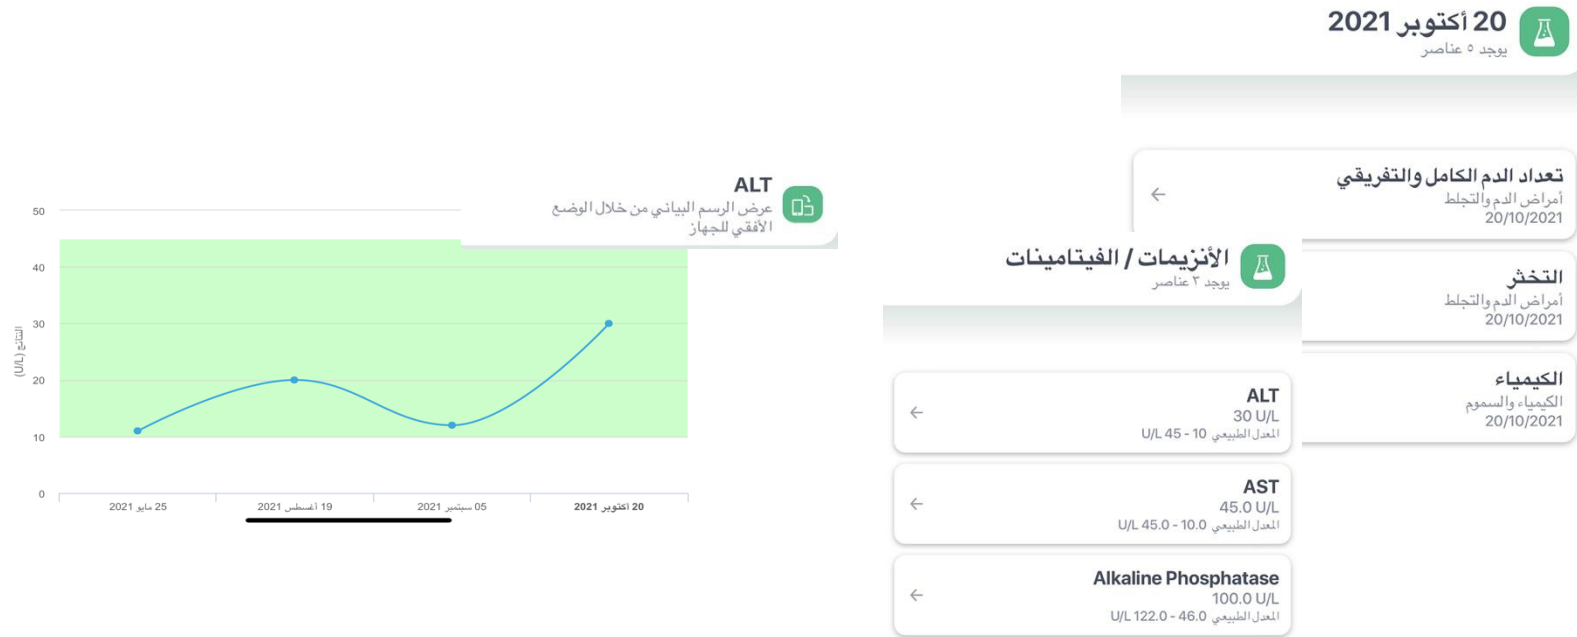 20 أكتوبر 2021
يوجد ٥ عناصر
تعداد الدم الكامل والتفريقي
أمراض الدم والتجلط
20/10/2021
التخثر
أمراض الدم والتجلط
20/10/2021
الكيمياء
الكيمياء والسموم
20/10/2021
الأنزيمات / الفيتامينات
يوجد ٣ عناصر
ALT
30 U/L
المعدل الطبيعي 10 - 45 U/L
AST
45.0 U/L
المعدل الطبيعي 10.0 - 45.0 U/L
Alkaline Phosphatase
100.0 U/L
المعدل الطبيعي 46.0 - 122.0 U/L
ALT
عرض الرسم البياني من خلال الوضع
الأفقي للجهاز
النتائج (U/L)
50
40
30
20
10
0
25 مايو 2021
19 أغسطس 2021
05 سبتمبر 2021
20 أكتوبر 2021